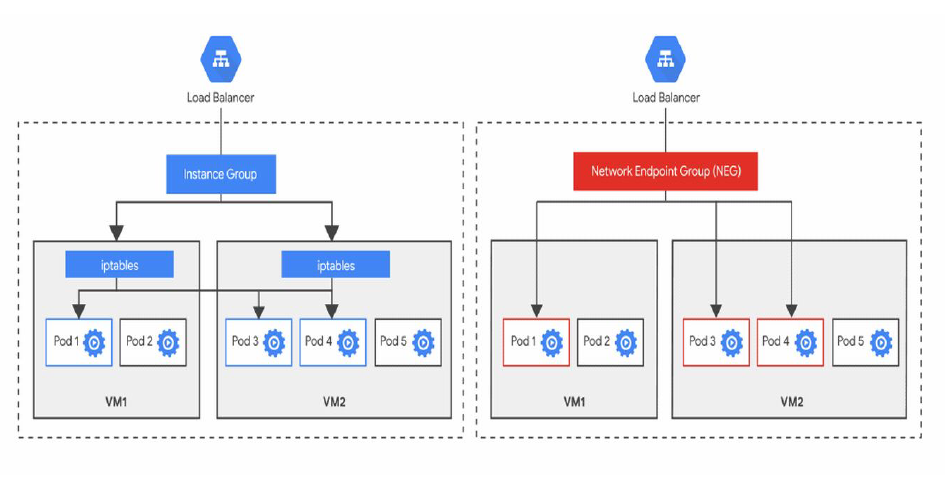 Load Balancer
Instance Group
iptables
iptables
Pod 1
Pod 2
Pod 3
Pod 4
Pod 5
VM1
VM2
Load Balancer
Network Endpoint Group (NEG)
Pod 1
Pod 2
Pod 3
Pod 4
Pod 5
VM1
VM2